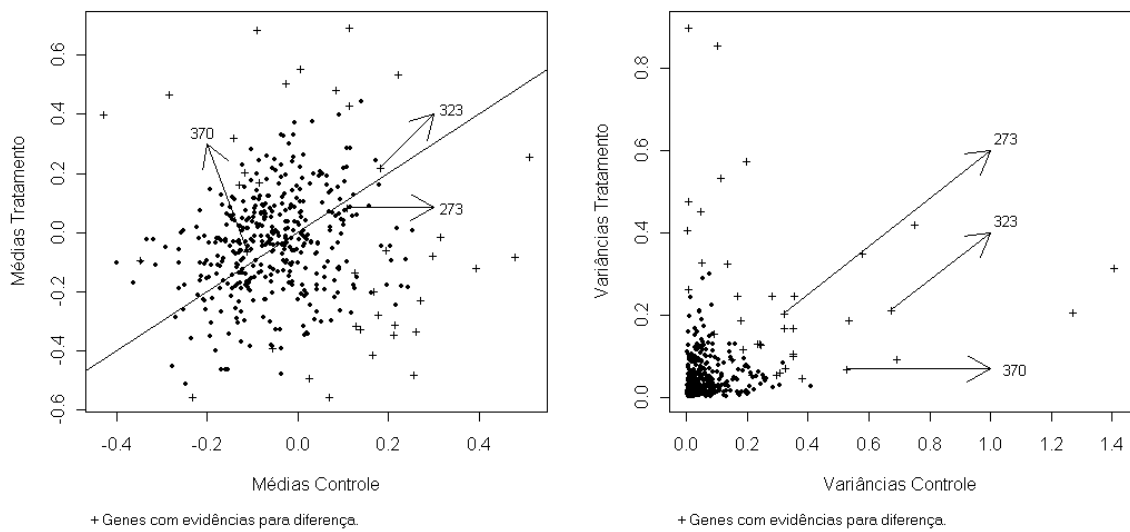 Médias Tratamento
0.6
0.4
0.2
0.0
-0.2
-0.4
-0.6
370
323
273
-0.4 -0.2 0.0 0.2 0.4
Médias Controle
+ Genes com evidências para diferença.
Variâncias Tratamento
0.8
0.6
0.4
0.2
0.0
273
323
370
0.0 0.2 0.4 0.6 0.8 1.0 1.2 1.4
Variâncias Controle
+ Genes com evidências para diferença.